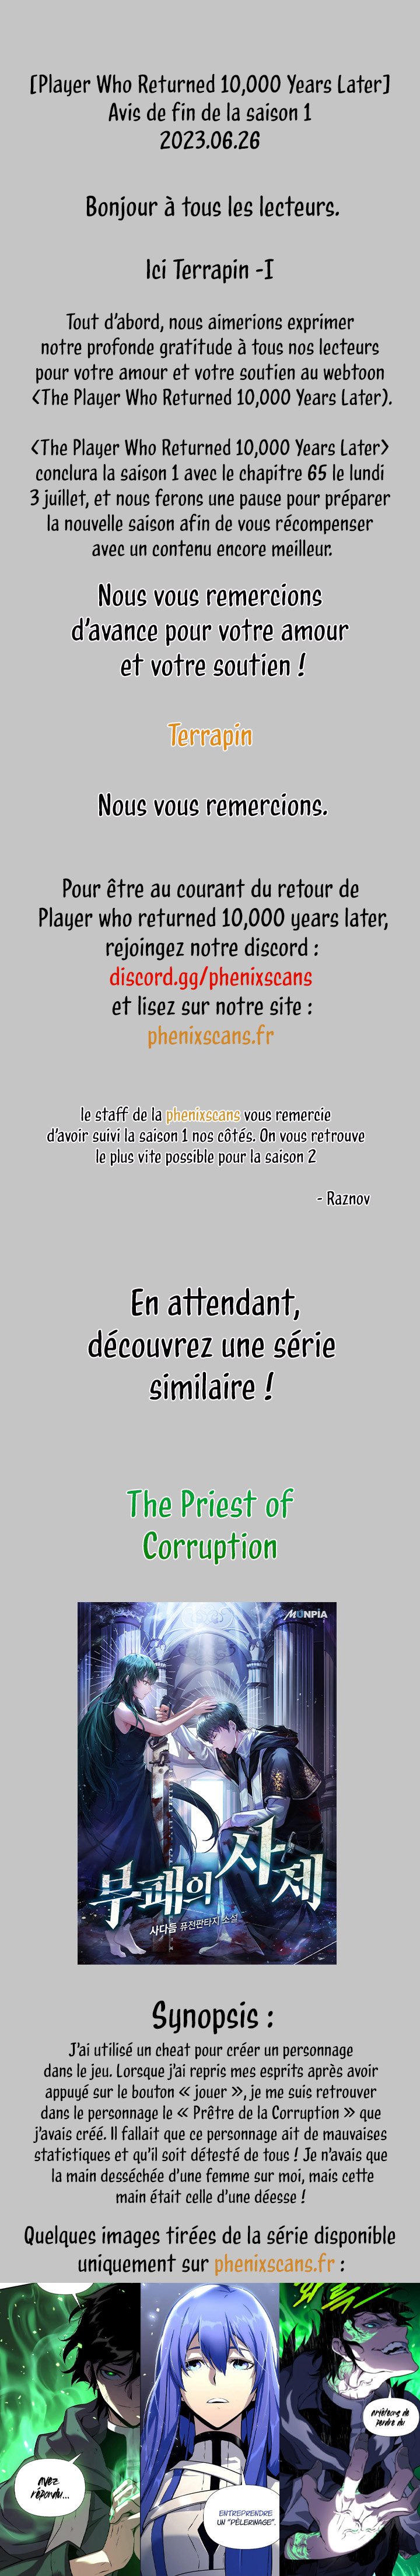 [Player Who Returned 10,000 Years Later]
Avis de fin de la saison 1
2023.06.26
Bonjour à tous les lecteurs.
Ici Terrapin -I
Tout d'abord, nous aimerions exprimer
notre profonde gratitude à tous nos lecteurs
pour votre amour et votre soutien au webtoon
<The Player Who Returned 10,000 Years Later).
<The Player Who Returned 10,000 Years Later>
conclura la saison 1 avec le chapitre 65 le lundi
3 juillet, et nous ferons une pause pour préparer
la nouvelle saison afin de vous récompenser
avec un contenu encore meilleur.
Nous vous remercions
d'avance pour votre amour
et votre soutien !
Terrapin
Nous vous remercions.
Pour être au courant du retour de
Player who returned 10,000 years later,
rejoingez notre discord :
discord.gg/phenixscans
et lisez sur notre site :
phenixscans.fr
le staff de la phenixscans vous remercie
d'avoir suivi la saison 1 nos côtés. On vous retrouve
le plus vite possible pour la saison 2
- Raznov
En attendant,
découvrez une série
similaire !
The Priest of
Corruption
MUNPIA
부패의 사제
사다듬 퓨전판타지 소설
Synopsis :
J'ai utilisé un cheat pour créer un personnage
dans le jeu. Lorsque j'ai repris mes esprits après avoir
appuyé sur le bouton « jouer », je me suis retrouver
dans le personnage le « Prêtre de la Corruption » que
j'avais créé. Il fallait que ce personnage ait de mauvaises
statistiques et qu'il soit détesté de tous ! Je n'avais que
la main desséchée d'une femme sur moi, mais cette
main était celle d'une déesse !
Quelques images tirées de la série disponible
uniquement sur phenixscans.fr :
arrêtons de
perdre du
avez
répondu...
ENTREPRENDRE
UN "PÈLERINAGE".